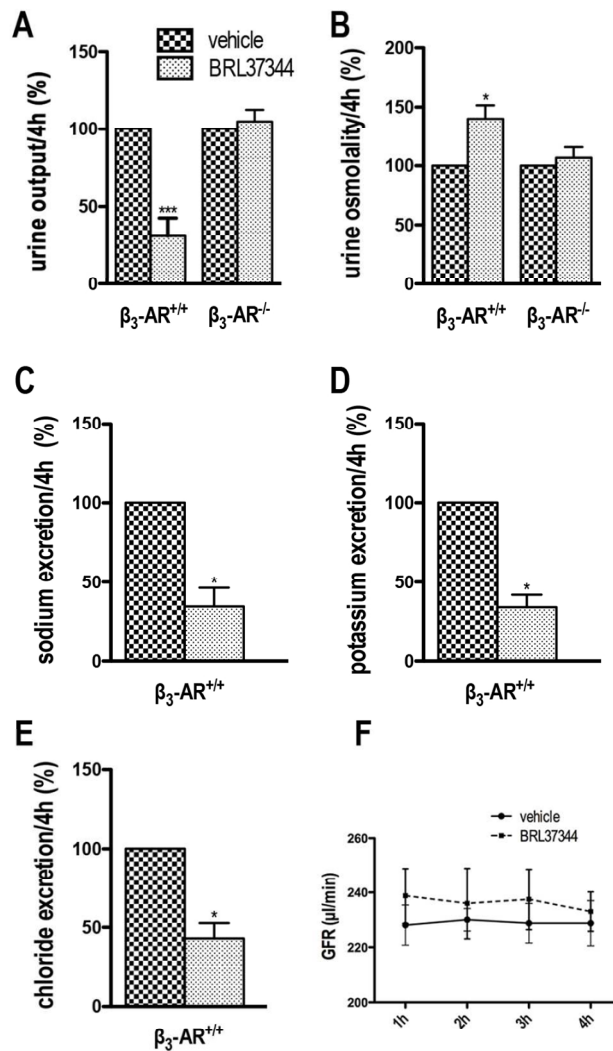 A
vehicle
BRL37344
urine output/4h (%)
150
100
50
0
***
β3-AR+/+
β3-AR-/-
B
urine osmolality/4h (%)
200
150
100
50
0
*
β3-AR+/+
β3-AR-/-
C
sodium excretion/4h (%)
150
100
50
0
*
β3-AR+/+
D
potassium excretion/4h (%)
150
100
50
0
*
β3-AR+/+
E
chloride excretion/4h (%)
150
100
50
0
*
β3-AR+/+
F
vehicle
BRL37344
GFR (µl/min)
260
240
220
200
1h
2h
3h
4h